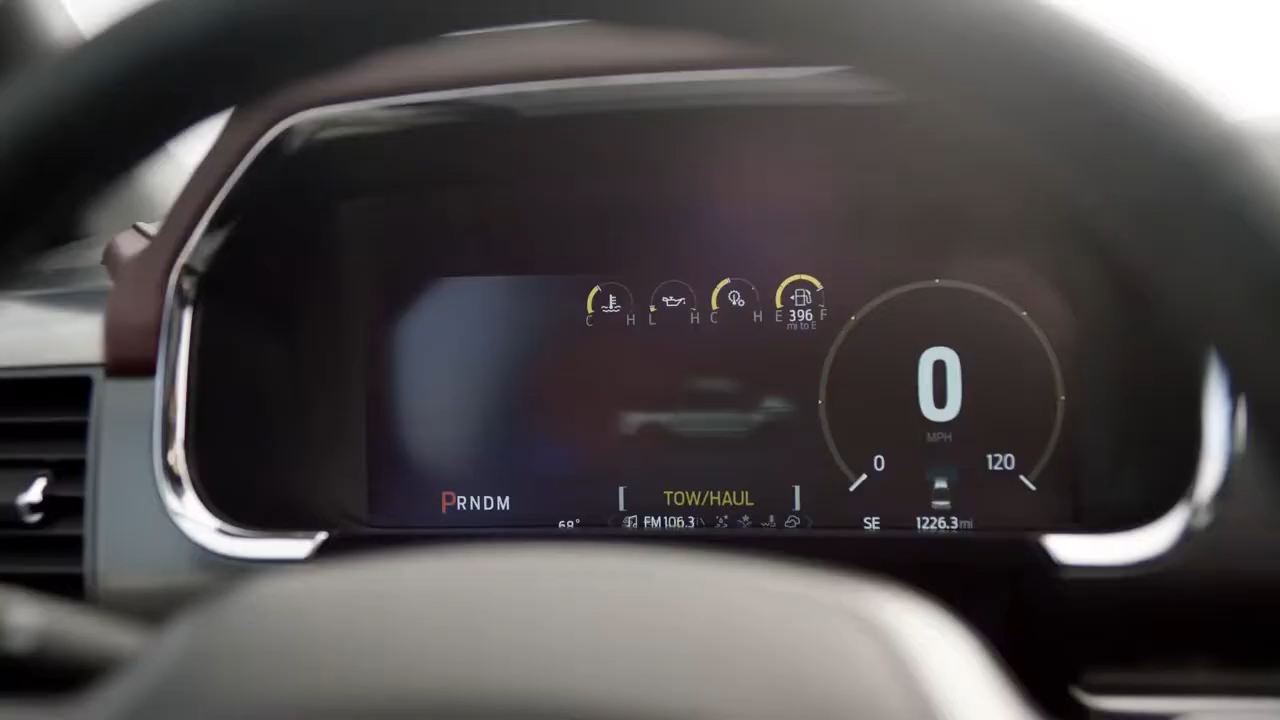 C H L H C H E 396 F
mi to E
0
MPH
0 120
PRNDM
TOW/HAUL
68° FM106.3 SE 1226.3mi